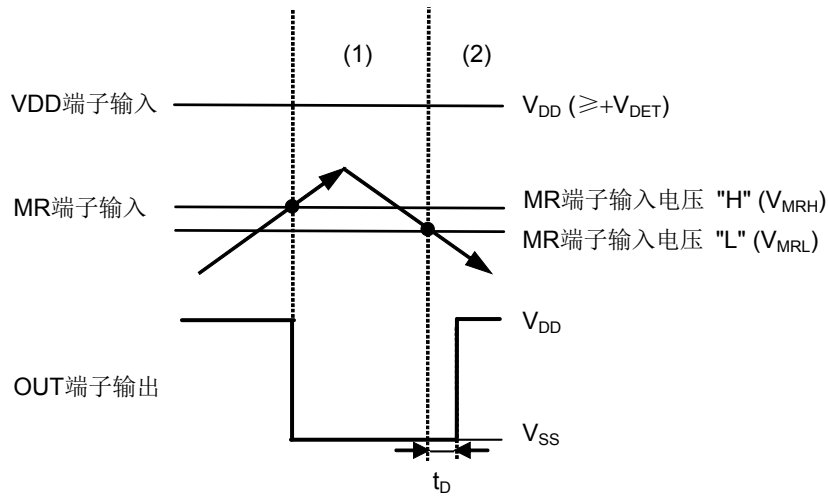 (1) (2)
VDD端子输入 V_DD (≥+V_DET)
MR端子输入 MR端子输入电压 "H" (V_MRH)
MR端子输入电压 "L" (V_MRL)
V_DD
OUT端子输出
V_SS
t_D